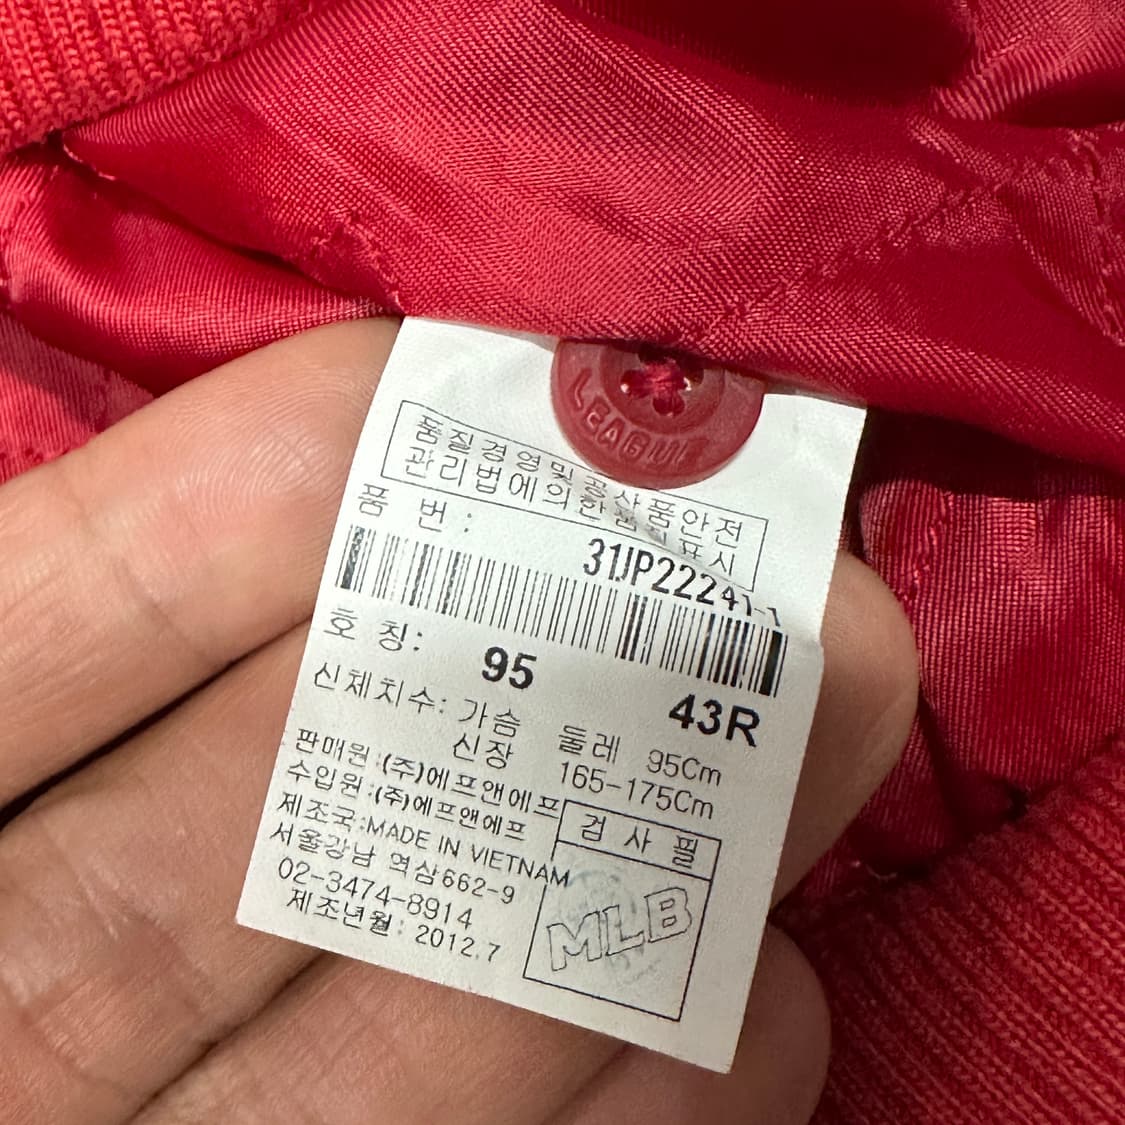 LEAGUE
품질경영및공산품안전
관리법에의한 표시
품 번 :
31JP22241-1
호 칭: 95 43R
신체치수: 가슴 둘레 95Cm
신장 165-175Cm
판매원 :(주)에프앤에프
수입원 :(주)에프앤에프
제조국:MADE IN VIETNAM
서울강남 역삼662-9
02-3474-8914
제조년월: 2012.7
검 사 필
MLB